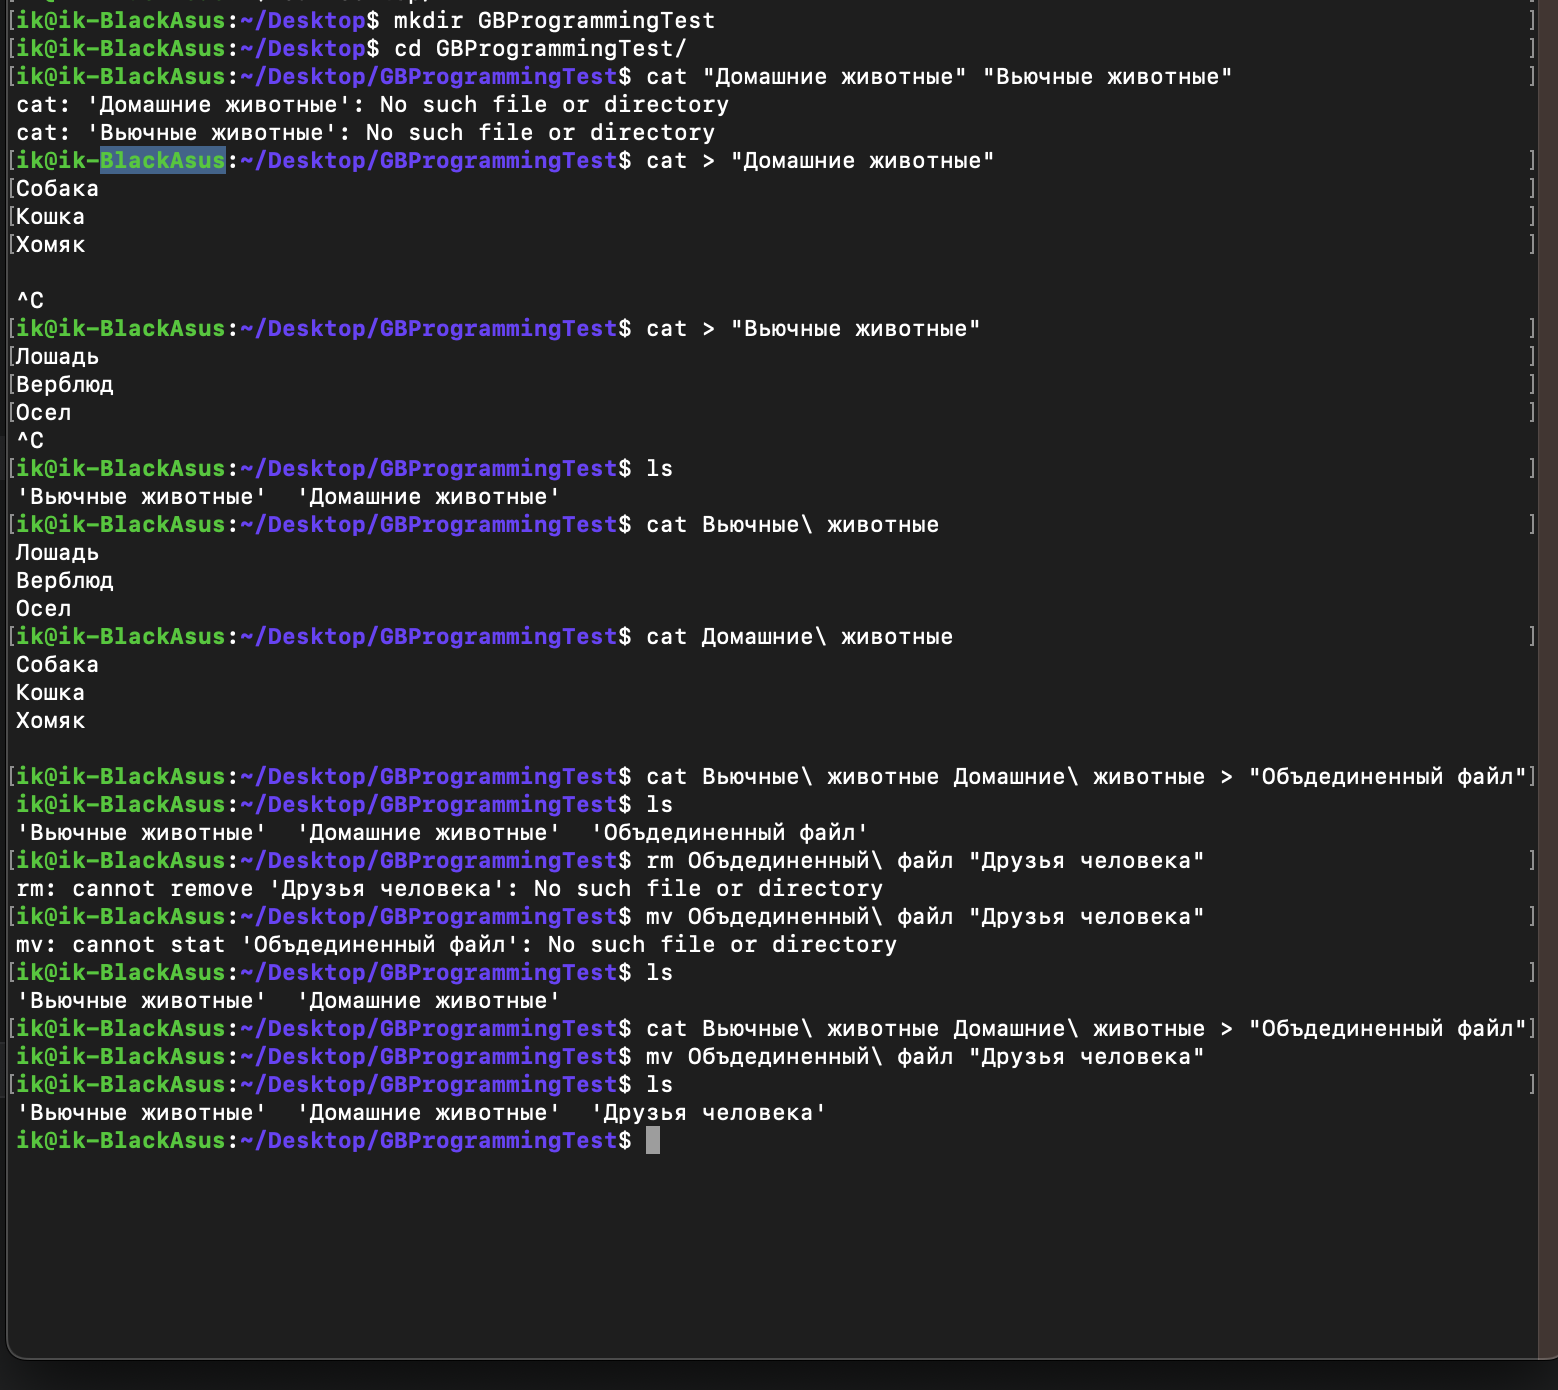 ik@ik-BlackAsus:~/Desktop$ mkdir GBProgrammingTest
ik@ik-BlackAsus:~/Desktop$ cd GBProgrammingTest/
ik@ik-BlackAsus:~/Desktop/GBProgrammingTest$ cat "Домашние животные" "Вьючные животные"
cat: 'Домашние животные': No such file or directory
cat: 'Вьючные животные': No such file or directory
ik@ik-BlackAsus:~/Desktop/GBProgrammingTest$ cat > "Домашние животные"
Собака
Кошка
Хомяк
^C
ik@ik-BlackAsus:~/Desktop/GBProgrammingTest$ cat > "Вьючные животные"
Лошадь
Верблюд
Осел
^C
ik@ik-BlackAsus:~/Desktop/GBProgrammingTest$ ls
'Вьючные животные'  'Домашние животные'
ik@ik-BlackAsus:~/Desktop/GBProgrammingTest$ cat Вьючные\ животные
Лошадь
Верблюд
Осел
ik@ik-BlackAsus:~/Desktop/GBProgrammingTest$ cat Домашние\ животные
Собака
Кошка
Хомяк
ik@ik-BlackAsus:~/Desktop/GBProgrammingTest$ cat Вьючные\ животные Домашние\ животные > "Объдединенный файл"
ik@ik-BlackAsus:~/Desktop/GBProgrammingTest$ ls
'Вьючные животные'  'Домашние животные'  'Объдединенный файл'
ik@ik-BlackAsus:~/Desktop/GBProgrammingTest$ rm Объдединенный\ файл "Друзья человека"
rm: cannot remove 'Друзья человека': No such file or directory
ik@ik-BlackAsus:~/Desktop/GBProgrammingTest$ mv Объдединенный\ файл "Друзья человека"
mv: cannot stat 'Объдединенный файл': No such file or directory
ik@ik-BlackAsus:~/Desktop/GBProgrammingTest$ ls
'Вьючные животные'  'Домашние животные'
ik@ik-BlackAsus:~/Desktop/GBProgrammingTest$ cat Вьючные\ животные Домашние\ животные > "Объдединенный файл"
ik@ik-BlackAsus:~/Desktop/GBProgrammingTest$ mv Объдединенный\ файл "Друзья человека"
ik@ik-BlackAsus:~/Desktop/GBProgrammingTest$ ls
'Вьючные животные'  'Домашние животные'  'Друзья человека'
ik@ik-BlackAsus:~/Desktop/GBProgrammingTest$